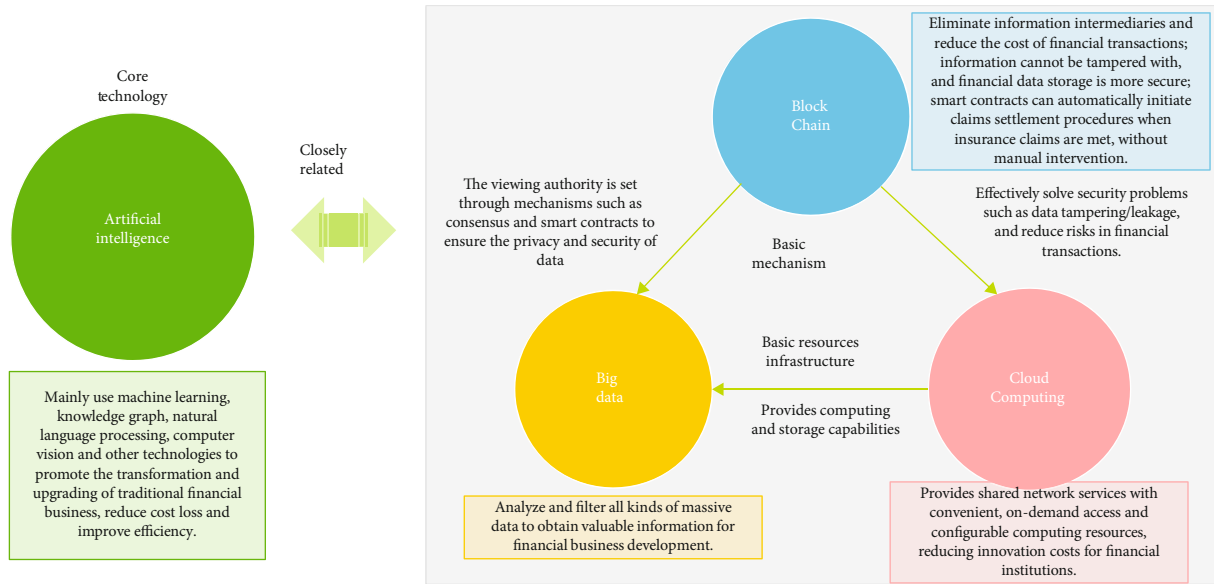 Core
technology
Artificial
intelligence
Mainly use machine learning,
knowledge graph, natural
language processing, computer
vision and other technologies to
promote the transformation and
upgrading of traditional financial
business, reduce cost loss and
improve efficiency.
Closely
related
Block
Chain
Eliminate information intermediaries and
reduce the cost of financial transactions;
information cannot be tampered with,
and financial data storage is more secure;
smart contracts can automatically initiate
claims settlement procedures when
insurance claims are met, without
manual intervention.
The viewing authority is set
through mechanisms such as
consensus and smart contracts to
ensure the privacy and security of
data
Basic
mechanism
Effectively solve security problems
such as data tampering/leakage,
and reduce risks in financial
transactions.
Big
data
Basic resources
infrastructure
Provides computing
and storage capabilities
Cloud
Computing
Analyze and filter all kinds of massive
data to obtain valuable information for
financial business development.
Provides shared network services with
convenient, on-demand access and
configurable computing resources,
reducing innovation costs for financial
institutions.